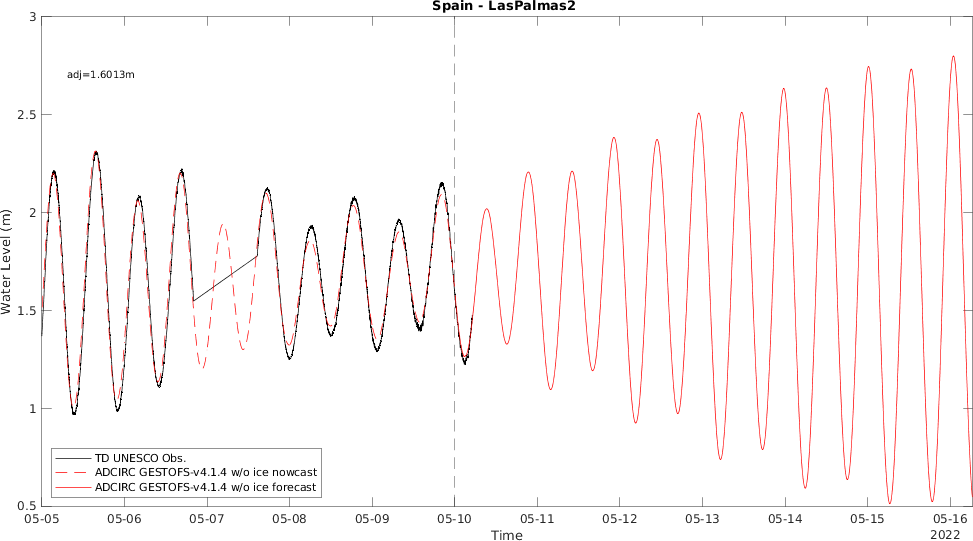 Spain - LasPalmas2
3
2.5
2
1.5
1
0.5
Water Level (m)
adj=1.6013m
TD UNESCO Obs.
ADCIRC GESTOFS-v4.1.4 w/o ice nowcast
ADCIRC GESTOFS-v4.1.4 w/o ice forecast
05-05 05-06 05-07 05-08 05-09 05-10 05-11 05-12 05-13 05-14 05-15 05-16
2022
Time